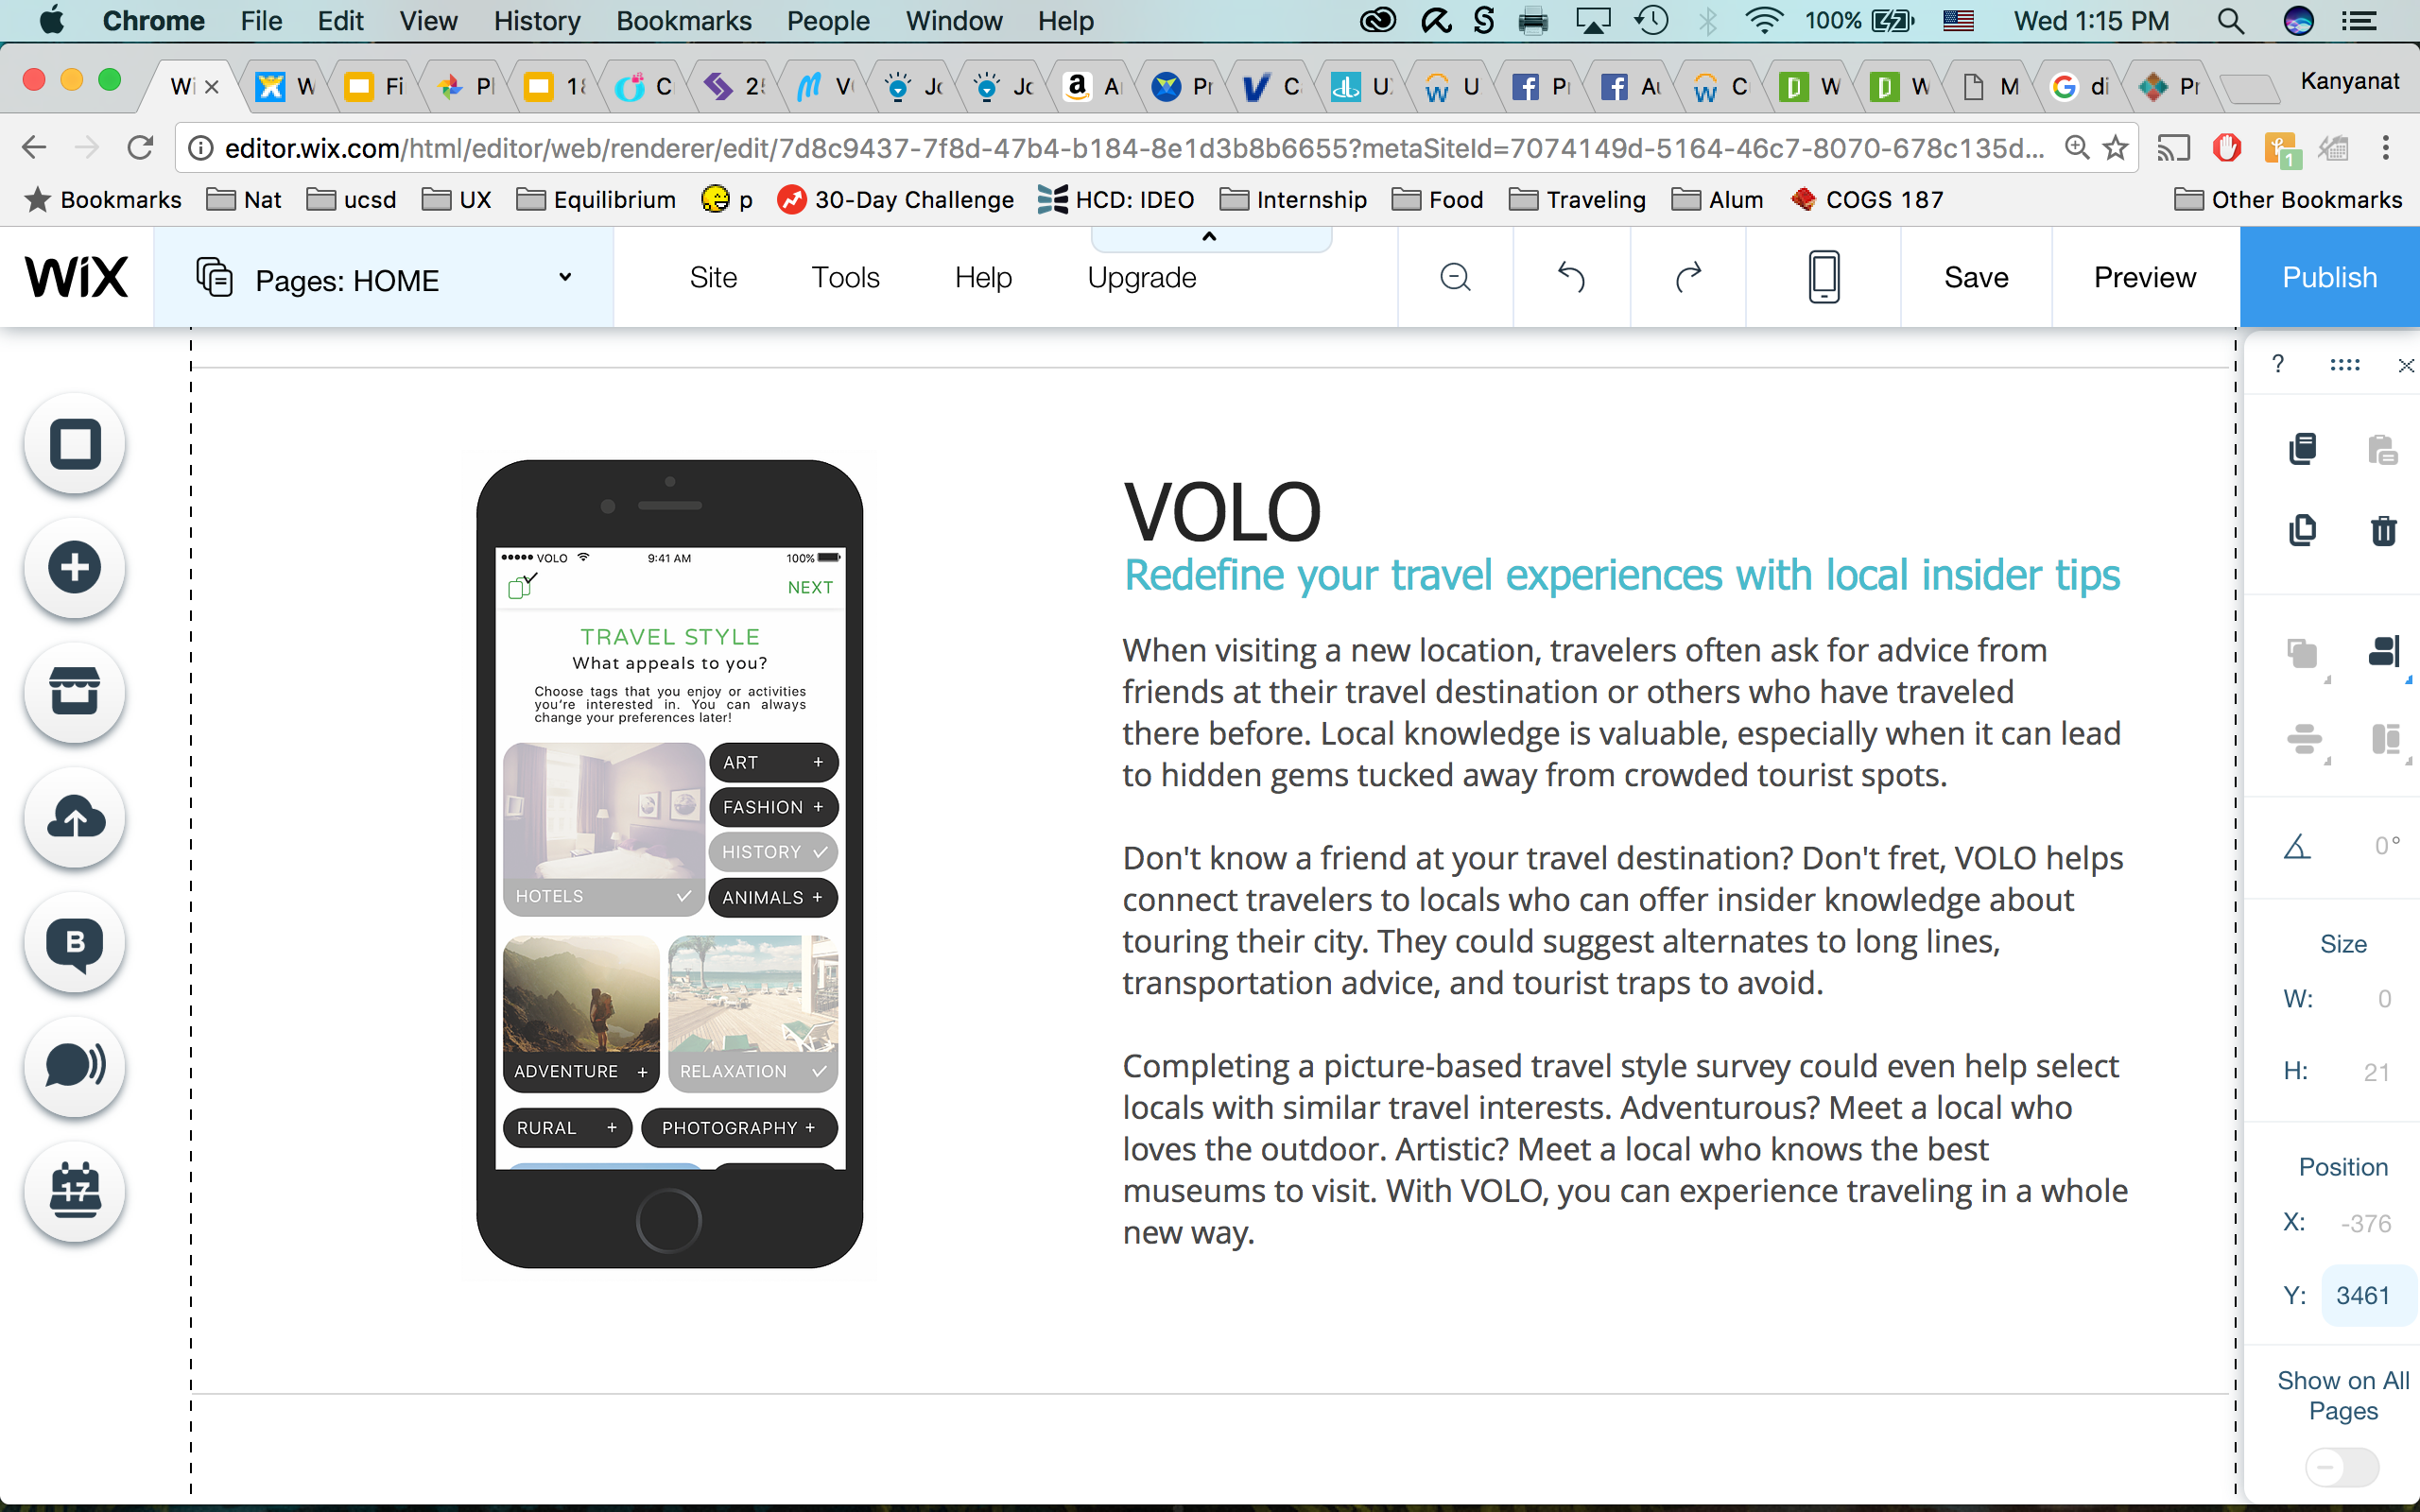 Chrome File Edit View History Bookmarks People Window Help 100% Wed 1:15 PM
Wi W Fi Pl 18 C 25 V Jo Jo A Pr C U U P Au C W W M di Pr Kanyanat
editor.wix.com/html/editor/web/renderer/edit/7d8c9437-7f8d-47b4-b184-8e1d3b8b6655?metaSiteId=7074149d-5164-46c7-8070-678c135d...
Bookmarks Nat ucsd UX Equilibrium p 30-Day Challenge HCD: IDEO Internship Food Traveling Alum COGS 187 Other Bookmarks
WiX Pages: HOME Site Tools Help Upgrade Save Preview Publish
VOLO 9:41 AM 100%
NEXT
TRAVEL STYLE
What appeals to you?
Choose tags that you enjoy or activities
you're interested in. You can always
change your preferences later!
ART +
FASHION +
HISTORY
HOTELS
ANIMALS +
ADVENTURE +
RELAXATION
RURAL +
PHOTOGRAPHY +
VOLO
Redefine your travel experiences with local insider tips
When visiting a new location, travelers often ask for advice from
friends at their travel destination or others who have traveled
there before. Local knowledge is valuable, especially when it can lead
to hidden gems tucked away from crowded tourist spots.
Don't know a friend at your travel destination? Don't fret, VOLO helps
connect travelers to locals who can offer insider knowledge about
touring their city. They could suggest alternates to long lines,
transportation advice, and tourist traps to avoid.
Completing a picture-based travel style survey could even help select
locals with similar travel interests. Adventurous? Meet a local who
loves the outdoor. Artistic? Meet a local who knows the best
museums to visit. With VOLO, you can experience traveling in a whole
new way.
B
17
?
0°
Size
W: 0
H: 21
Position
X: -376
Y: 3461
Show on All
Pages